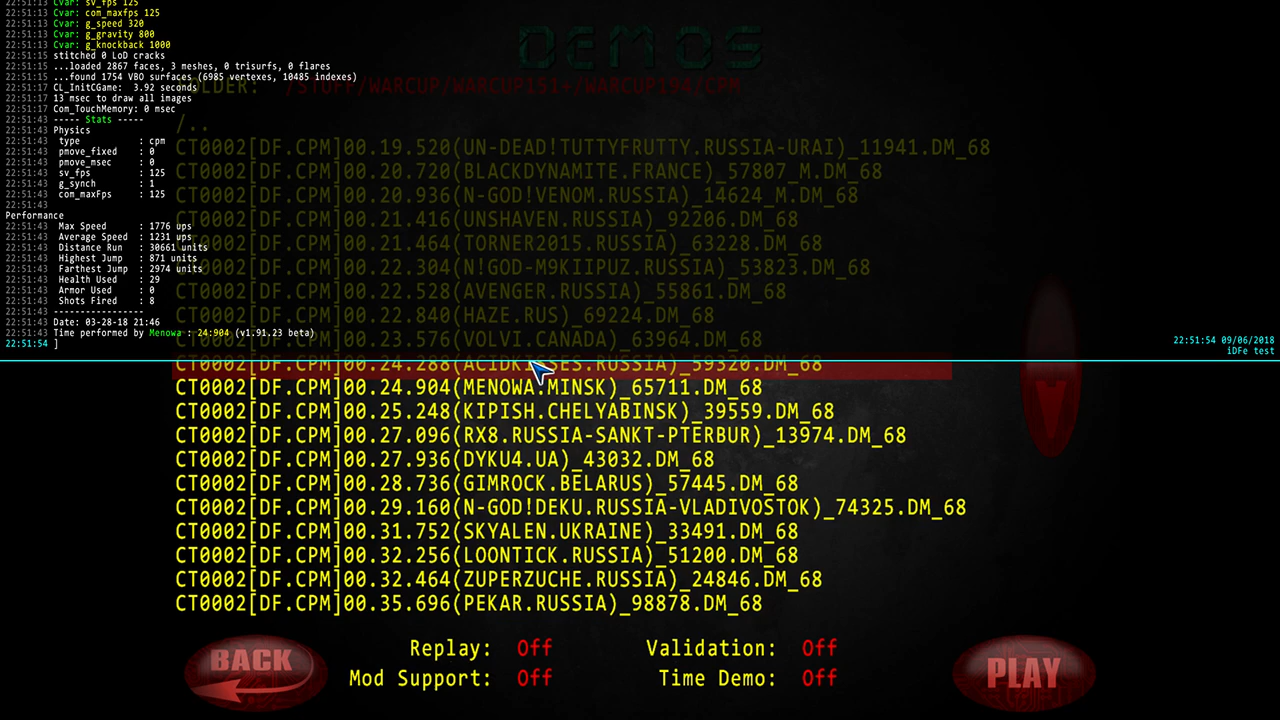 22:51:13 Cvar: sv_fps 125
22:51:13 Cvar: com_maxfps 125
22:51:13 Cvar: g_speed 320
22:51:13 Cvar: g_gravity 800
22:51:13 Cvar: g_knockback 1000
22:51:15 stitched 0 LoD cracks
22:51:15 ...loaded 2867 faces, 3 meshes, 0 trisurfs, 0 flares
22:51:15 ...found 1754 VBO surfaces (6985 vertexes, 10485 indexes)
22:51:17 CL_InitCGame: 3.92 seconds
22:51:17 13 msec to draw all images
22:51:17 Com_TouchMemory: 0 msec
22:51:43 ----- Stats -----
22:51:43 Physics
22:51:43 type : cpm
22:51:43 pmove_fixed : 0
22:51:43 pmove_msec : 0
22:51:43 sv_fps : 125
22:51:43 g_synch : 1
22:51:43 com_maxFps : 125
22:51:43
Performance
22:51:43 Max Speed : 1776 ups
22:51:43 Average Speed : 1231 ups
22:51:43 Distance Run : 30661 units
22:51:43 Highest Jump : 871 units
22:51:43 Farthest Jump : 2974 units
22:51:43 Health Used : 29
22:51:43 Armor Used : 0
22:51:43 Shots Fired : 8
22:51:43 -----------------
22:51:43 Date: 03-28-18 21:46
22:51:43 Time performed by Menowa : 24:904 (v1.91.23 beta)
22:51:54 ]
22:51:54 09/06/2018
iDFe test
DEMOS
FOLDER: /STUFF/WARCUP/WARCUP151+/WARCUP194/CPM
/..
CT0002[DF.CPM]00.19.520(UN-DEAD!TUTTYFRUTTY.RUSSIA-URAI)_11941.DM_68
CT0002[DF.CPM]00.20.720(BLACKDYNAMITE.FRANCE)_57807_M.DM_68
CT0002[DF.CPM]00.20.936(N-GOD!VENOM.RUSSIA)_14624_M.DM_68
CT0002[DF.CPM]00.21.416(UNSHAVEN.RUSSIA)_92206.DM_68
CT0002[DF.CPM]00.21.464(TORNER2015.RUSSIA)_63228.DM_68
CT0002[DF.CPM]00.22.304(N!GOD-M9KIIPUZ.RUSSIA)_53823.DM_68
CT0002[DF.CPM]00.22.528(AVENGER.RUSSIA)_55861.DM_68
CT0002[DF.CPM]00.22.840(HAZE.RUS)_69224.DM_68
CT0002[DF.CPM]00.23.576(VOLVI.CANADA)_63964.DM_68
CT0002[DF.CPM]00.24.288(ACIDKISSES.RUSSIA)_59320.DM_68
CT0002[DF.CPM]00.24.904(MENOWA.MINSK)_65711.DM_68
CT0002[DF.CPM]00.25.248(KIPISH.CHELYABINSK)_39559.DM_68
CT0002[DF.CPM]00.27.096(RX8.RUSSIA-SANKT-PTERBUR)_13974.DM_68
CT0002[DF.CPM]00.27.936(DYKU4.UA)_43032.DM_68
CT0002[DF.CPM]00.28.736(GIMROCK.BELARUS)_57445.DM_68
CT0002[DF.CPM]00.29.160(N-GOD!DEKU.RUSSIA-VLADIVOSTOK)_74325.DM_68
CT0002[DF.CPM]00.31.752(SKYALEN.UKRAINE)_33491.DM_68
CT0002[DF.CPM]00.32.256(LOONTICK.RUSSIA)_51200.DM_68
CT0002[DF.CPM]00.32.464(ZUPERZUCHE.RUSSIA)_24846.DM_68
CT0002[DF.CPM]00.35.696(PEKAR.RUSSIA)_98878.DM_68
Replay: Off Validation: Off
Mod Support: Off Time Demo: Off
BACK
PLAY